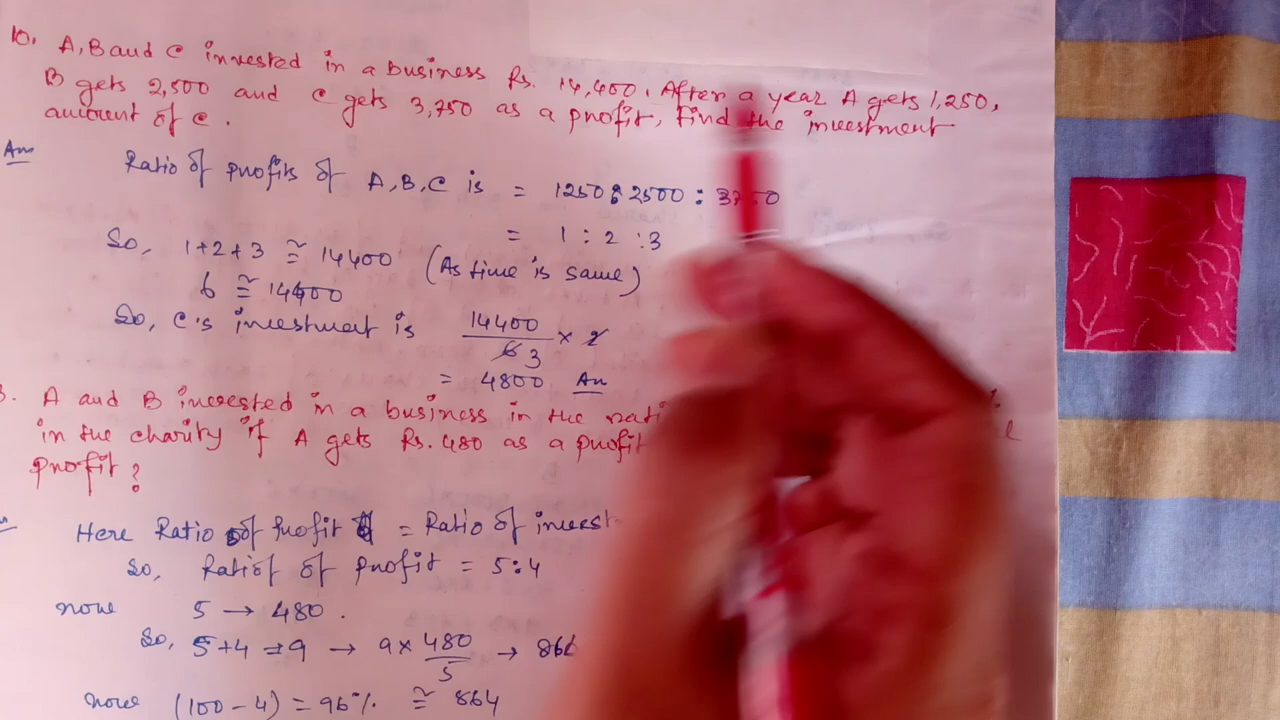 10. A, B and C invested in a business Rs. 14,400. After a year A gets 1,250,
B gets 2,500 and C gets 3,750 as a profit, find the investment
amount of C.
Ans Ratio of profits of A, B, C is = 1250 : 2500 : 3750
= 1 : 2 : 3
So, 1+2+3 ≅ 14400 (As time is same)
6 ≅ 14400
So, C's investment is 14400/6 3 × 2
= 4800 Ans
A and B invested in a business in the
in the charity if A gets Rs. 480 as a profit
profit?
Here Ratio of profit = Ratio of
So, Ratio of profit = 5:4
now 5 → 480.
So, 5+4 = 9 → 9 × 480/5 →
now (100 - 4) = 96% ≅ 864